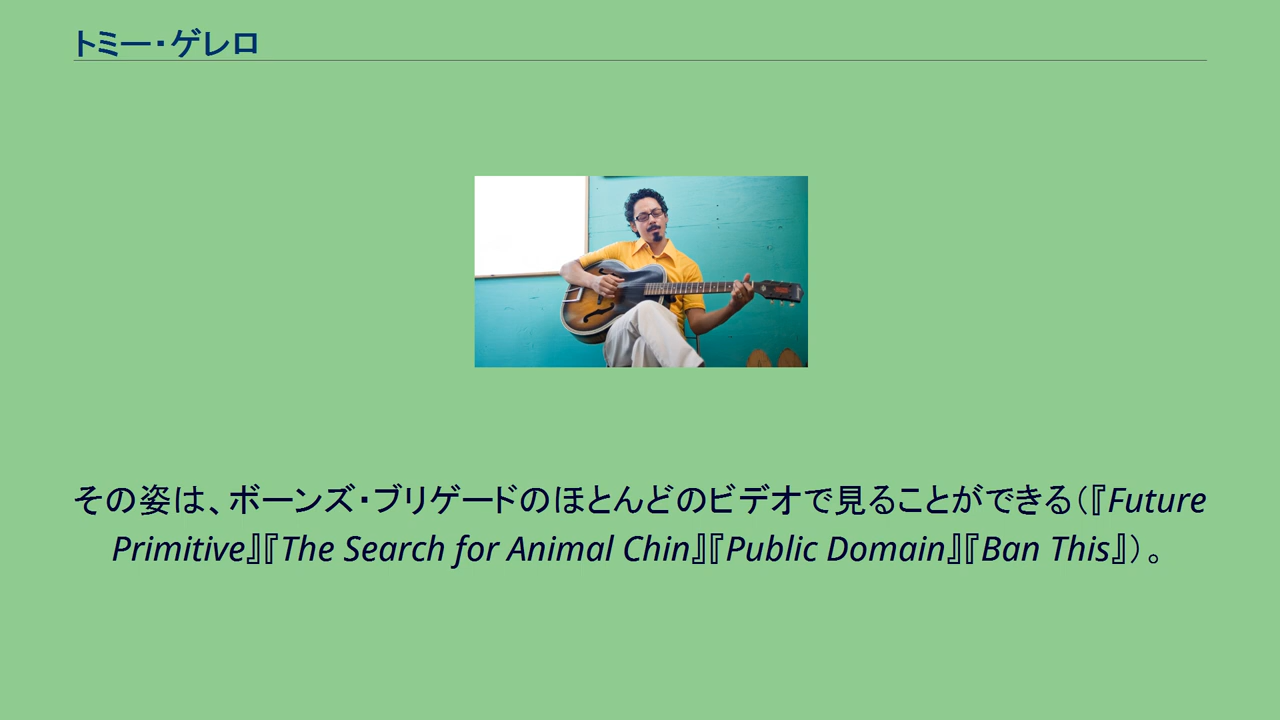 トミー・ゲレロ
その姿は、ボーンズ・ブリゲードのほとんどのビデオで見ることができる（『Future
Primitive』『The Search for Animal Chin』『Public Domain』『Ban This』）。